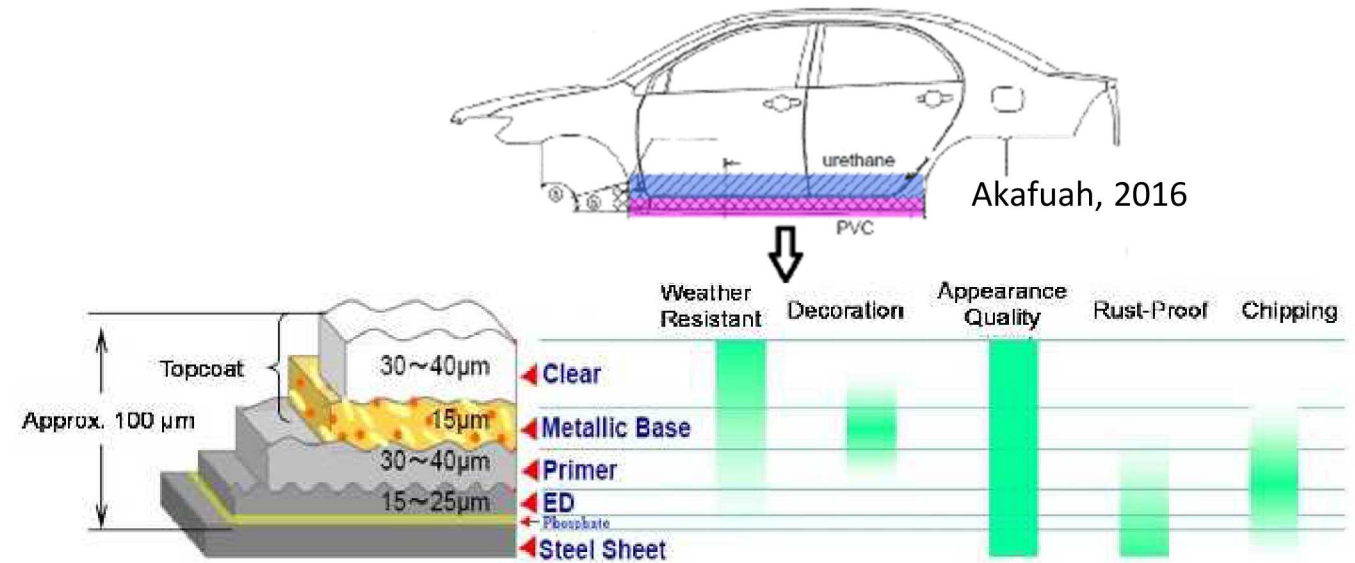 urethane
Akafuah, 2016
PVC
Weather
Resistant
Decoration
Appearance
Quality
Rust-Proof
Chipping
Topcoat
Approx. 100 µm
30~40µm
Clear
15µm
Metallic Base
30~40µm
Primer
15~25µm
ED
Phosphate
Steel Sheet